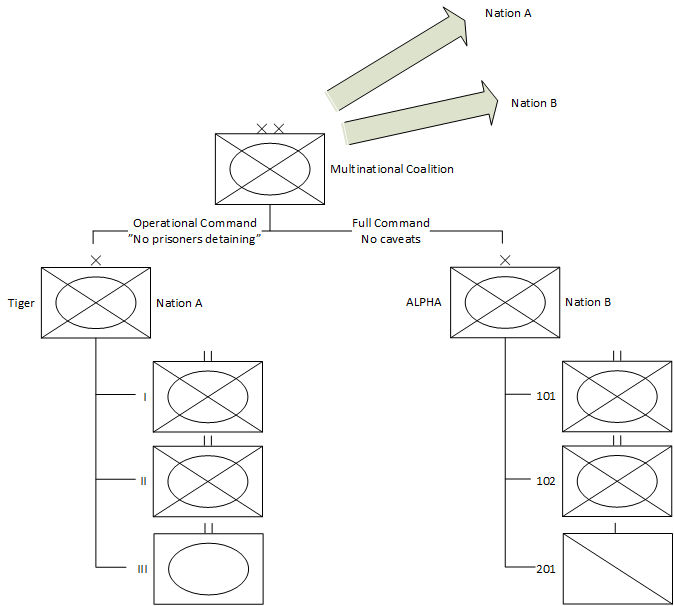 Nation A
Nation B
Multinational Coalition
Operational Command
"No prisoners detaining"
Full Command
No caveats
Tiger
Nation A
ALPHA
Nation B
I
101
II
102
III
201